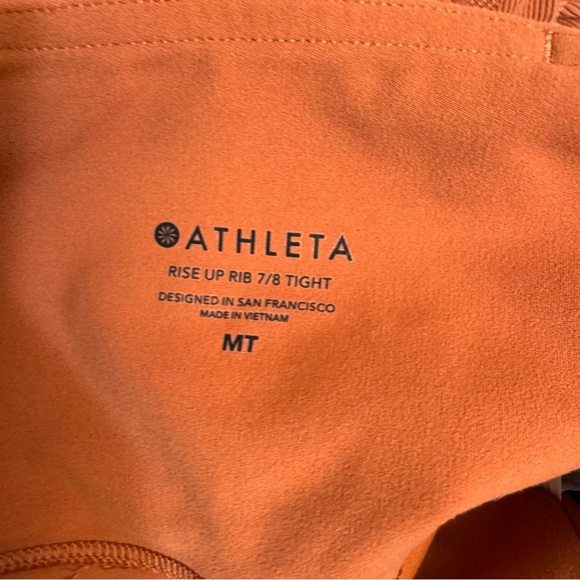 ATHLETA
RISE UP RIB 7/8 TIGHT
DESIGNED IN SAN FRANCISCO
MADE IN VIETNAM
MT